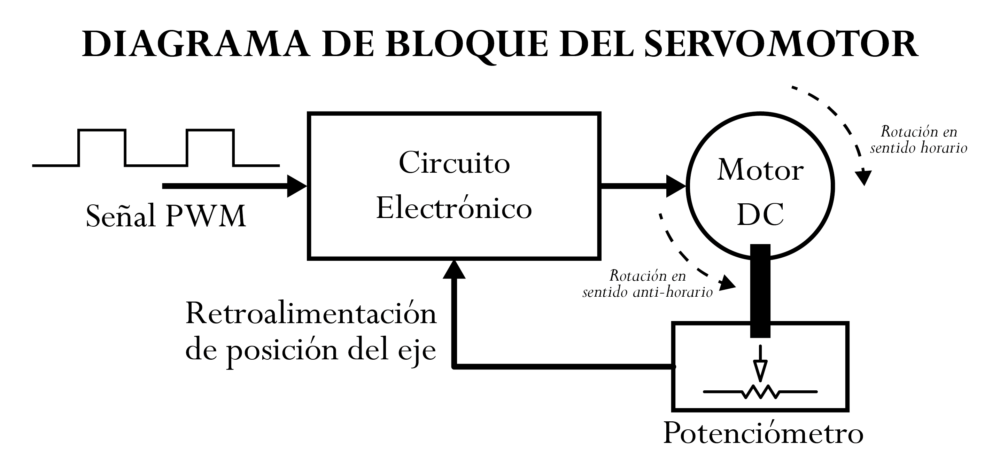 DIAGRAMA DE BLOQUE DEL SERVOMOTOR
Señal PWM
Circuito
Electrónico
Motor
DC
Rotación en
sentido horario
Rotación en
sentido anti-horario
Retroalimentación
de posición del eje
Potenciómetro